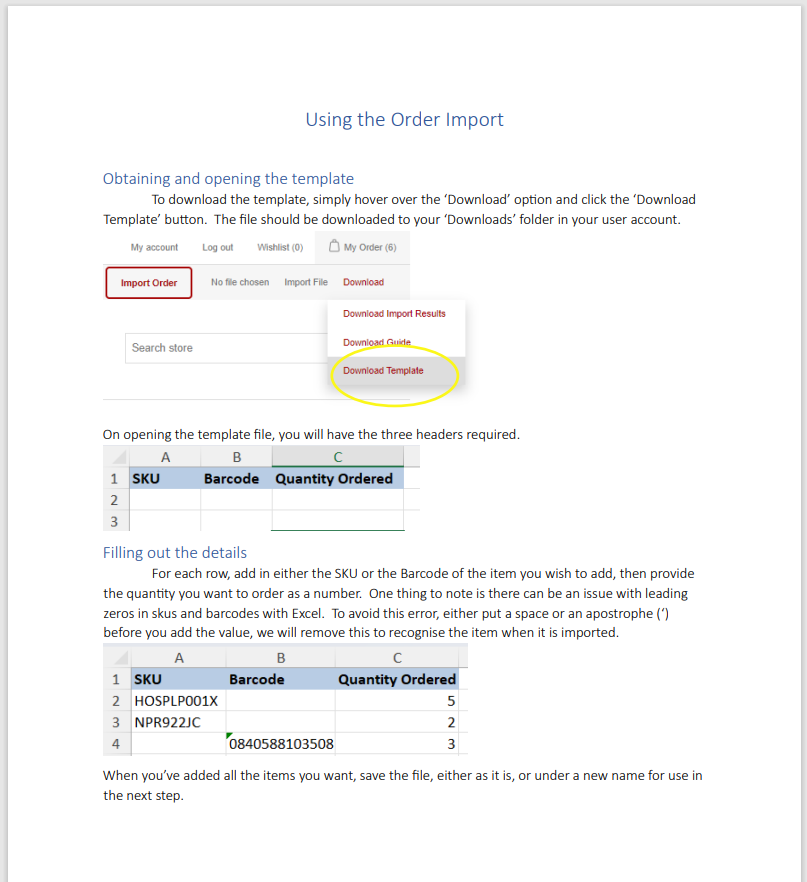 Using the Order Import
Obtaining and opening the template
To download the template, simply hover over the ‘Download’ option and click the ‘Download
Template’ button.  The file should be downloaded to your ‘Downloads’ folder in your user account.
My account Log out Wishlist (0) My Order (6)
Import Order No file chosen Import File Download
Download Import Results
Download Guide
Search store
Download Template
On opening the template file, you will have the three headers required.
A B C
1 SKU Barcode Quantity Ordered
2
3
Filling out the details
For each row, add in either the SKU or the Barcode of the item you wish to add, then provide
the quantity you want to order as a number.  One thing to note is there can be an issue with leading
zeros in skus and barcodes with Excel.  To avoid this error, either put a space or an apostrophe (‘)
before you add the value, we will remove this to recognise the item when it is imported.
A B C
1 SKU Barcode Quantity Ordered
2 HOSPLP001X 5
3 NPR922JC 2
4 0840588103508 3
When you’ve added all the items you want, save the file, either as it is, or under a new name for use in
the next step.